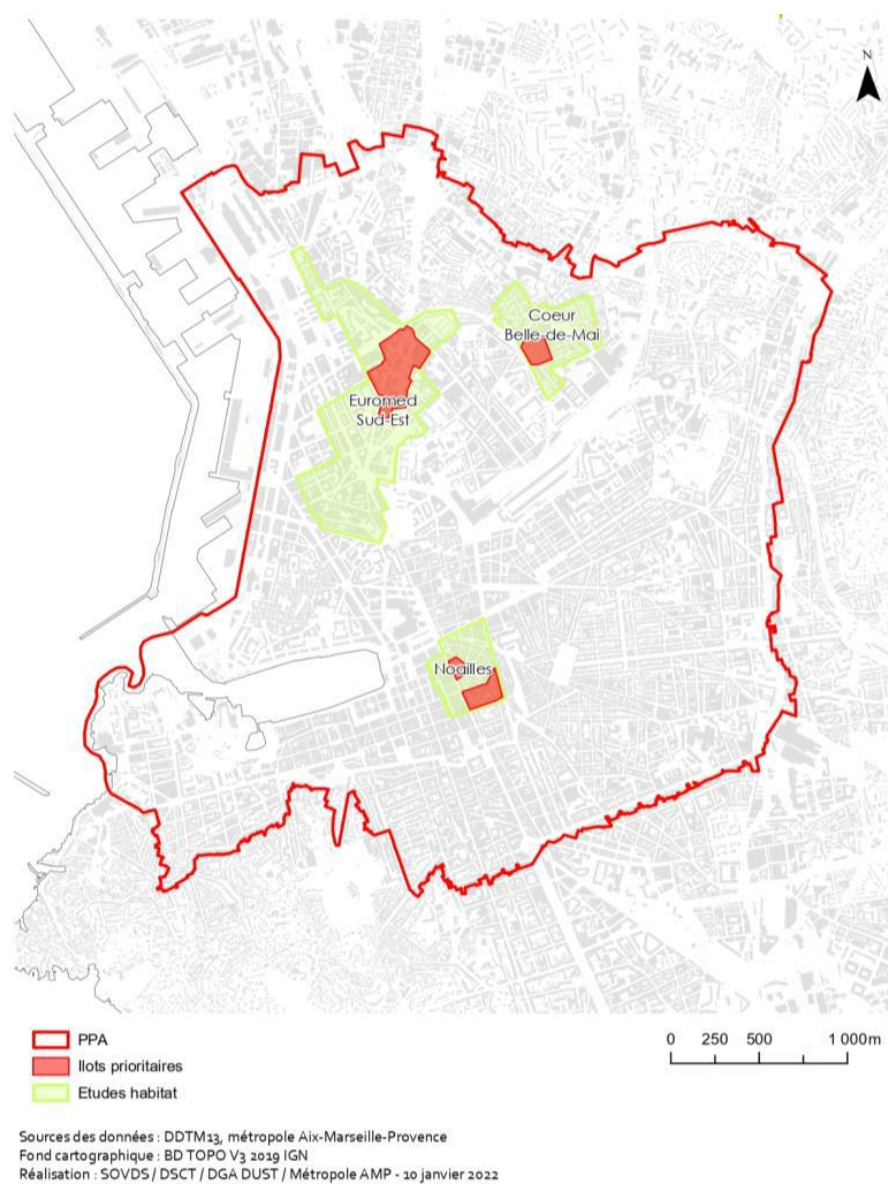 N
Coeur
Belle-de-Mai
Euromed
Sud-Est
Noailles
PPA
Ilots prioritaires
Etudes habitat
0 250 500 1 000m
Sources des données : DDTM13, métropole Aix-Marseille-Provence
Fond cartographique : BD TOPO V3 2019 IGN
Réalisation : SOVDS / DSCT / DGA DUST / Métropole AMP - 10 janvier 2022